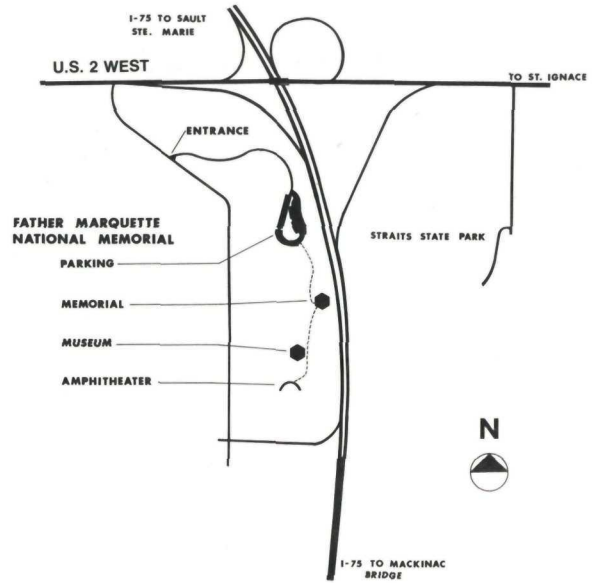 I-75 TO SAULT
STE. MARIE
U.S. 2 WEST
TO ST. IGNACE
ENTRANCE
FATHER MARQUETTE
NATIONAL MEMORIAL
STRAITS STATE PARK
PARKING
MEMORIAL
MUSEUM
AMPHITHEATER
N
I-75 TO MACKINAC
BRIDGE